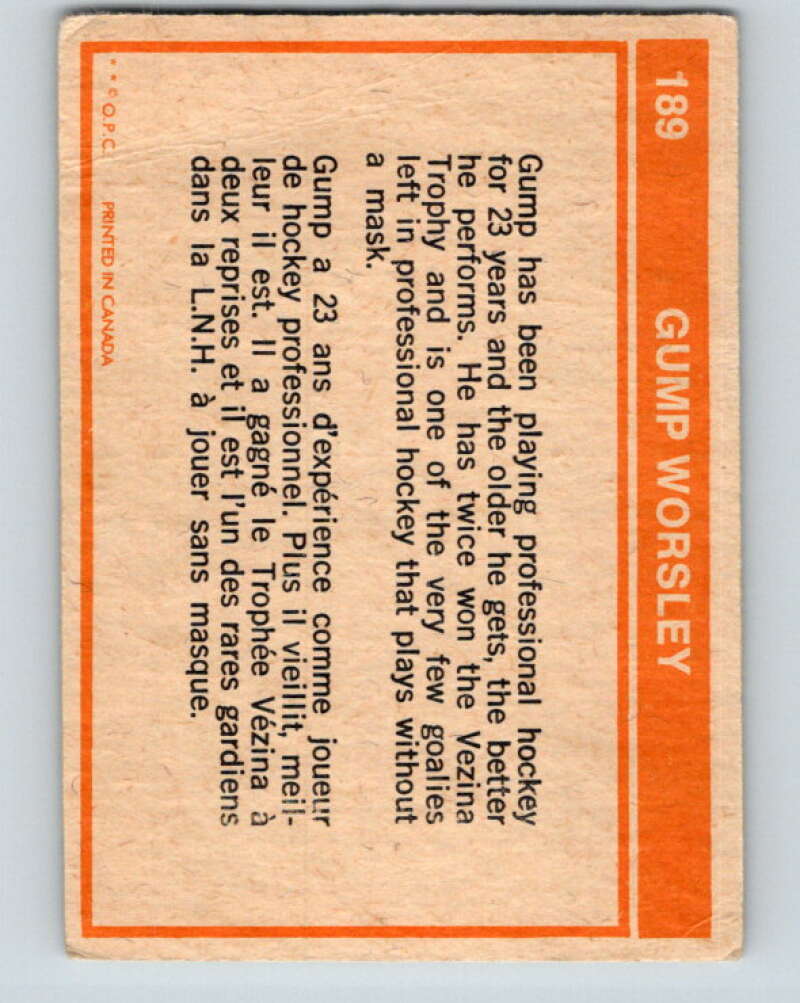 189
GUMP WORSLEY
Gump has been playing professional hockey
for 23 years and the older he gets, the better
he performs. He has twice won the Vezina
Trophy and is one of the very few goalies
left in professional hockey that plays without
a mask.
Gump a 23 ans d'expérience comme joueur
de hockey professionnel. Plus il vieillit, meil-
leur il est. Il a gagné le Trophée Vézina à
deux reprises et il est l'un des rares gardiens
dans la L.N.H. à jouer sans masque.
* * © O.P.C. PRINTED IN CANADA